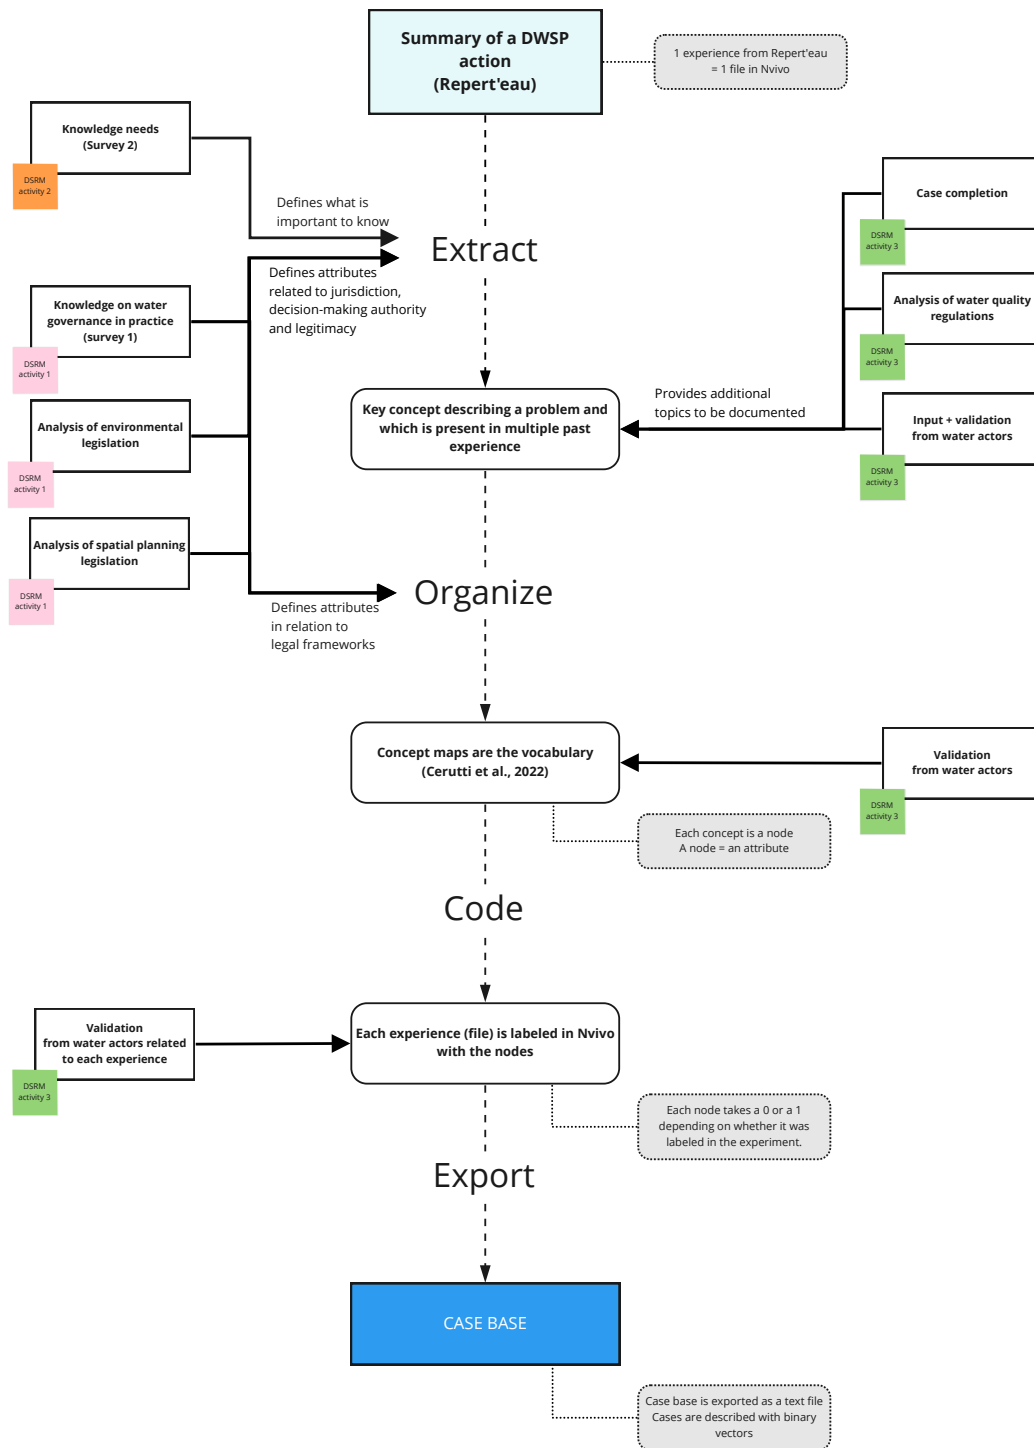 Summary of a DWSP
action
(Repert'eau)
1 experience from Repert'eau
= 1 file in Nvivo
Knowledge needs
(Survey 2)
DSRM
activity 2
Defines what is
important to know
Extract
Defines attributes
related to jurisdiction,
decision-making authority
and legitimacy
Case completion
DSRM
activity 3
Knowledge on water
governance in practice
(survey 1)
DSRM
activity 1
Analysis of water quality
regulations
DSRM
activity 3
Analysis of environmental
legislation
DSRM
activity 1
Key concept describing a problem and
which is present in multiple past
experience
Provides additional
topics to be documented
Input + validation
from water actors
DSRM
activity 3
Analysis of spatial planning
legislation
DSRM
activity 1
Organize
Defines attributes
in relation to
legal frameworks
Concept maps are the vocabulary
(Cerutti et al., 2022)
Validation
from water actors
DSRM
activity 3
Each concept is a node
A node = an attribute
Code
Validation
from water actors related
to each experience
DSRM
activity 3
Each experience (file) is labeled in Nvivo
with the nodes
Each node takes a 0 or a 1
depending on whether it was
labeled in the experiment.
Export
CASE BASE
Case base is exported as a text file
Cases are described with binary
vectors